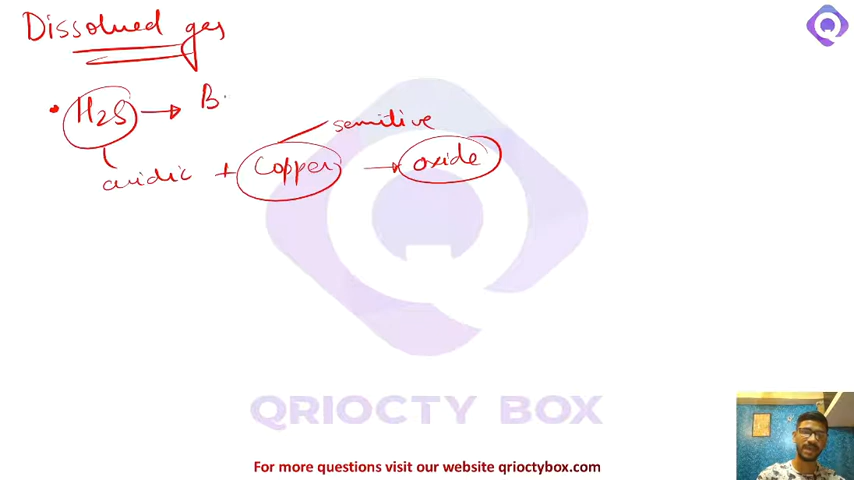 Dissolved gas
• H2S → B.
sensitive
acidic + Copper → oxide
QRIOCTY BOX
For more questions visit our website qrioctybox.com